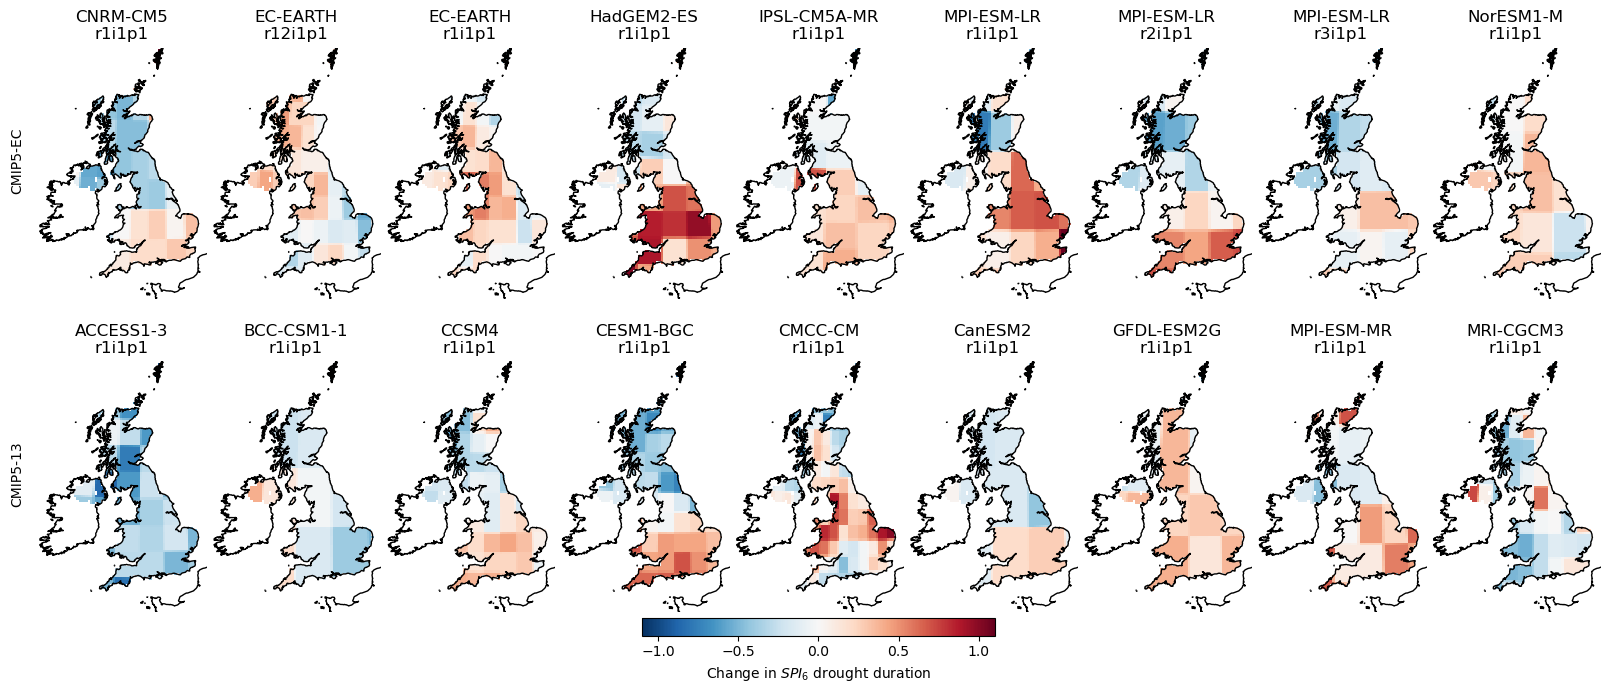 CNRM-CM5 EC-EARTH EC-EARTH HadGEM2-ES IPSL-CM5A-MR MPI-ESM-LR MPI-ESM-LR MPI-ESM-LR NorESM1-M
r1i1p1 r12i1p1 r1i1p1 r1i1p1 r1i1p1 r1i1p1 r2i1p1 r3i1p1 r1i1p1
CMIP5-EC
ACCESS1-3 BCC-CSM1-1 CCSM4 CESM1-BGC CMCC-CM CanESM2 GFDL-ESM2G MPI-ESM-MR MRI-CGCM3
r1i1p1 r1i1p1 r1i1p1 r1i1p1 r1i1p1 r1i1p1 r1i1p1 r1i1p1 r1i1p1
CMIP5-13
−1.0 −0.5 0.0 0.5 1.0
Change in SPI₆ drought duration